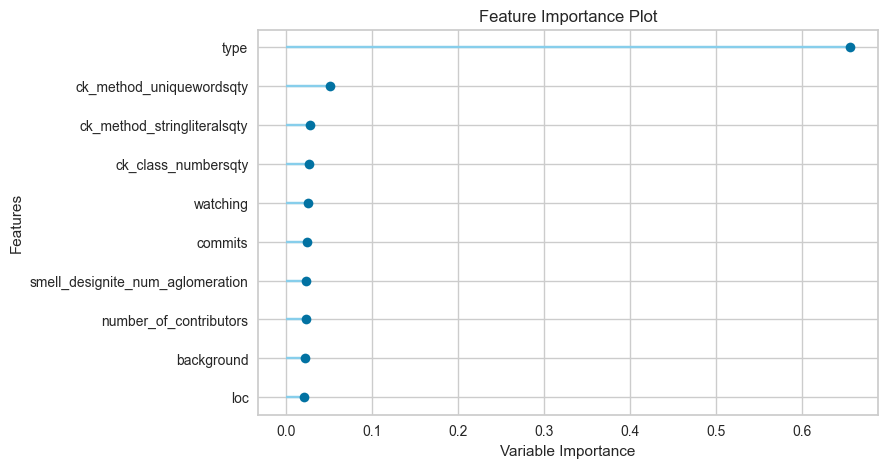 Feature Importance Plot
type
ck_method_uniquewordsqty
ck_method_stringliteralsqty
ck_class_numbersqty
watching
commits
smell_designite_num_aglomeration
number_of_contributors
background
loc
Features
0.0 0.1 0.2 0.3 0.4 0.5 0.6
Variable Importance